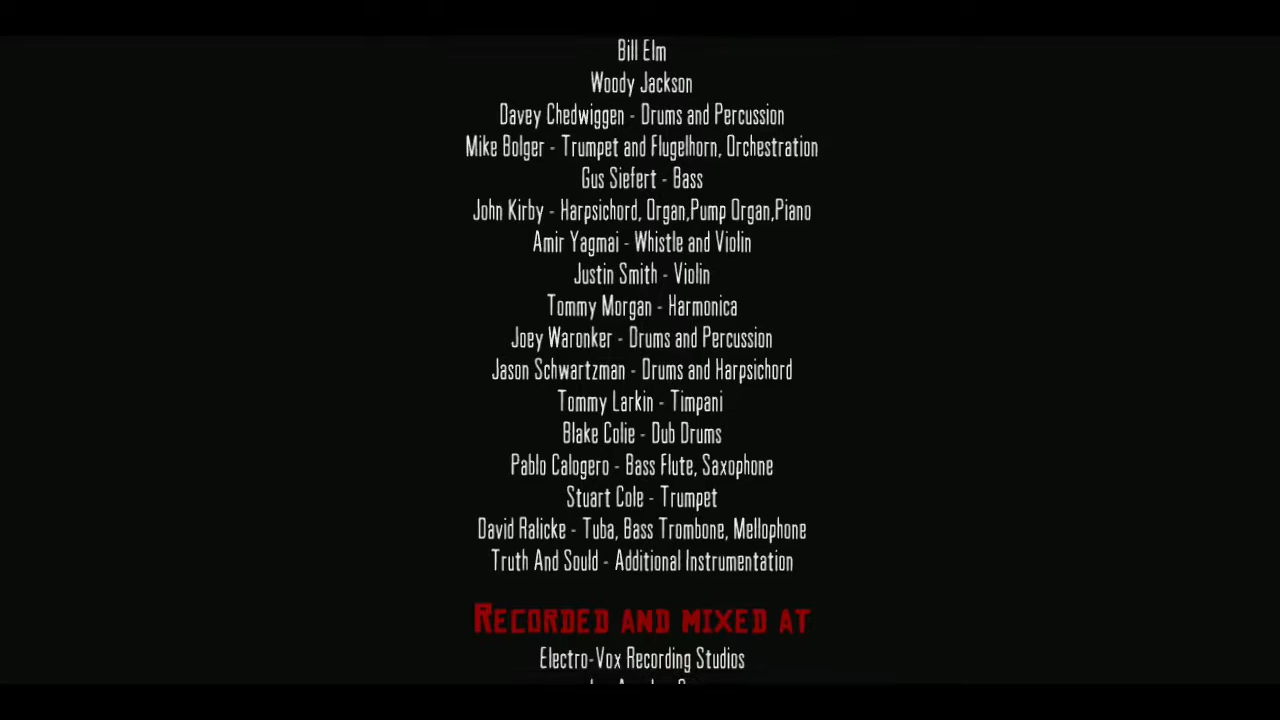 Bill Elm
Woody Jackson
Davey Chedwiggen - Drums and Percussion
Mike Bolger - Trumpet and Flugelhorn, Orchestration
Gus Siefert - Bass
John Kirby - Harpsichord, Organ,Pump Organ,Piano
Amir Yagmai - Whistle and Violin
Justin Smith - Violin
Tommy Morgan - Harmonica
Joey Waronker - Drums and Percussion
Jason Schwartzman - Drums and Harpsichord
Tommy Larkin - Timpani
Blake Colie - Dub Drums
Pablo Calogero - Bass Flute, Saxophone
Stuart Cole - Trumpet
David Ralicke - Tuba, Bass Trombone, Mellophone
Truth And Sould - Additional Instrumentation
RECORDED AND MIXED AT
Electro-Vox Recording Studios